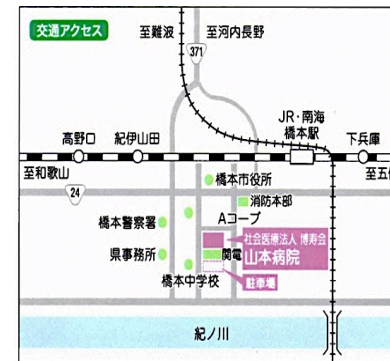 交通アクセス
至難波
至河内長野
371
JR・南海
橋本駅
高野口
紀伊山田
下兵庫
至和歌山
至五條
24
橋本市役所
消防本部
Aコープ
橋本警察署
社会医療法人 博寿会
山本病院
県事務所
関電
橋本中学校
駐車場
紀ノ川